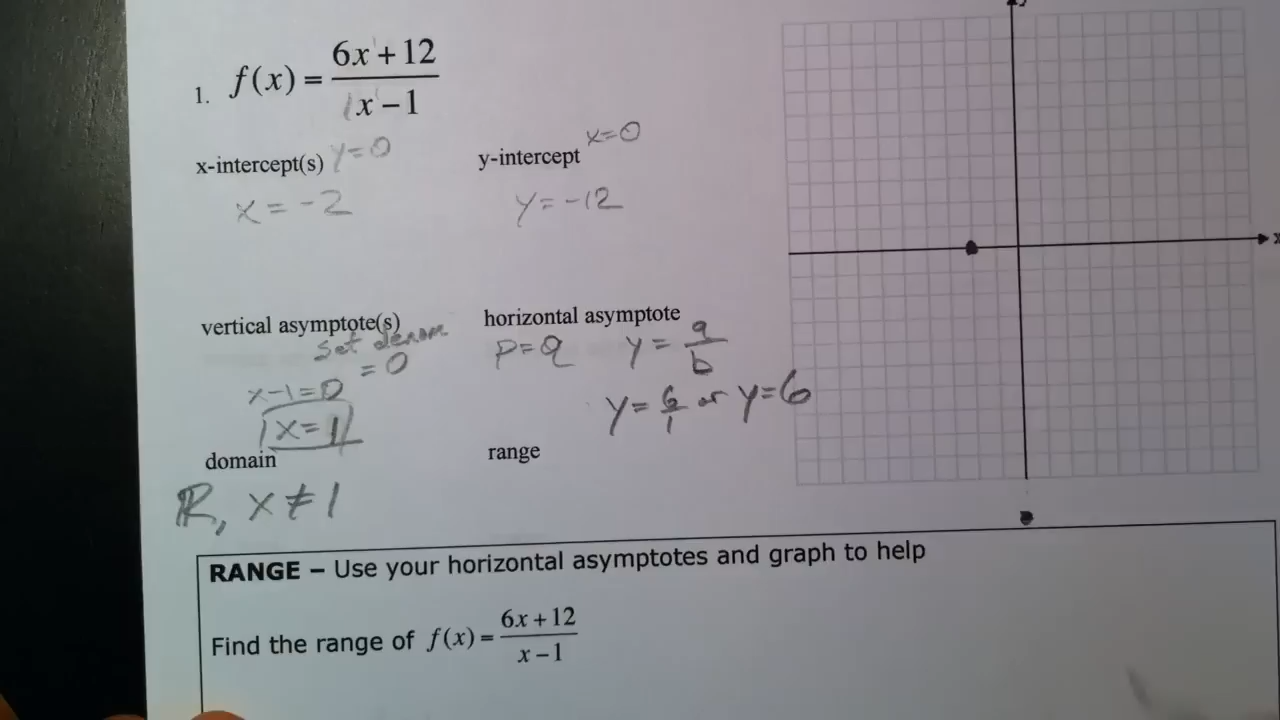 1. f(x) = (6x + 12)/(x − 1)
x-intercept(s) y=0
y-intercept x=0
x = -2
y = -12
vertical asymptote(s)
horizontal asymptote
set denom = 0
P=Q y = a/b
x-1=0
y = 6/1 or y=6
x=1
domain
range
ℝ, x ≠ 1
y
x
RANGE – Use your horizontal asymptotes and graph to help
Find the range of f(x) = (6x + 12)/(x − 1)